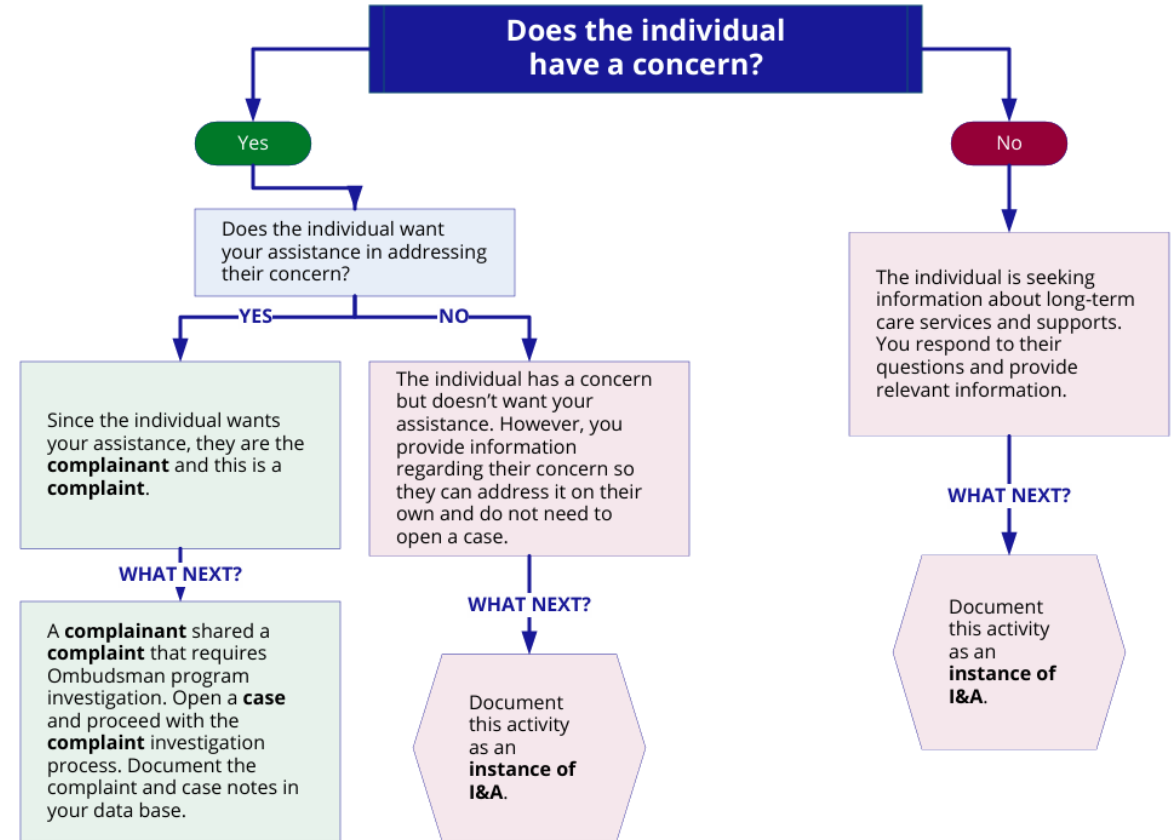 Does the individual
have a concern?
Yes
No
Does the individual want
your assistance in addressing
their concern?
YES
NO
Since the individual wants
your assistance, they are the
complainant and this is a
complaint.
The individual has a concern
but doesn’t want your
assistance. However, you
provide information
regarding their concern so
they can address it on their
own and do not need to
open a case.
The individual is seeking
information about long-term
care services and supports.
You respond to their
questions and provide
relevant information.
WHAT NEXT?
WHAT NEXT?
WHAT NEXT?
A complainant shared a
complaint that requires
Ombudsman program
investigation. Open a case
and proceed with the
complaint investigation
process. Document the
complaint and case notes in
your data base.
Document
this activity
as an
instance of
I&A.
Document
this activity
as an
instance of
I&A.